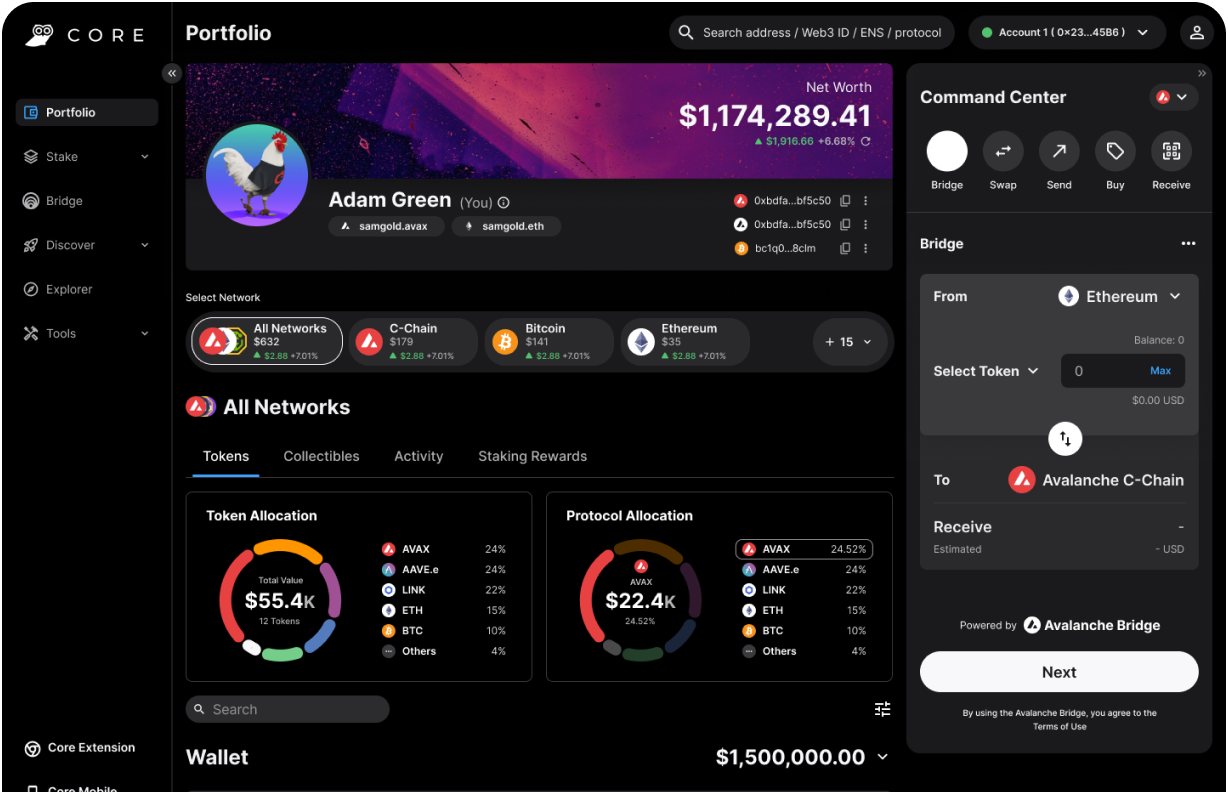 CORE
Portfolio
Search address / Web3 ID / ENS / protocol
Account 1 ( 0×23...45B6 )
Portfolio
Stake
Bridge
Discover
Explorer
Tools
Core Extension
Core Mobile
Net Worth
$1,174,289.41
$1,916.66 +6.68%
Adam Green (You)
samgold.avax
samgold.eth
0xbdfa...bf5c50
0xbdfa...bf5c50
bc1q0...8clm
Select Network
All Networks
$632
$2.88 +7.01%
C-Chain
$179
$2.88 +7.01%
Bitcoin
$141
$2.88 +7.01%
Ethereum
$35
$2.88 +7.01%
+ 15
All Networks
Tokens
Collectibles
Activity
Staking Rewards
Token Allocation
Total Value
$55.4K
12 Tokens
AVAX 24%
AAVE.e 24%
LINK 22%
ETH 15%
BTC 10%
Others 4%
Protocol Allocation
AVAX
$22.4K
24.52%
AVAX 24.52%
AAVE.e 24%
LINK 22%
ETH 15%
BTC 10%
Others 4%
Search
Wallet
$1,500,000.00
Command Center
Bridge
Swap
Send
Buy
Receive
Bridge
From
Ethereum
Balance: 0
Select Token
0
Max
$0.00 USD
To
Avalanche C-Chain
Receive -
Estimated - USD
Powered by Avalanche Bridge
Next
By using the Avalanche Bridge, you agree to the
Terms of Use